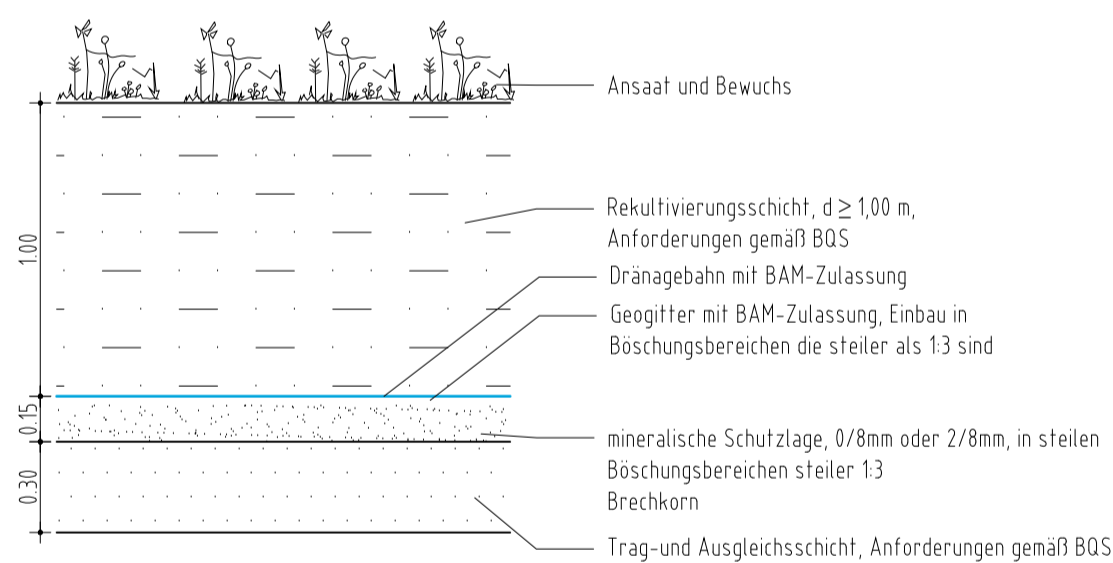 Ansaat und Bewuchs
Rekultivierungsschicht, d ≥ 1,00 m,
Anforderungen gemäß BQS
Dränagebahn mit BAM-Zulassung
Geogitter mit BAM-Zulassung, Einbau in
Böschungsbereichen die steiler als 1:3 sind
mineralische Schutzlage, 0/8mm oder 2/8mm, in steilen
Böschungsbereichen steiler 1:3
Brechkorn
Trag-und Ausgleichsschicht, Anforderungen gemäß BQS
1.00
0.15
0.30